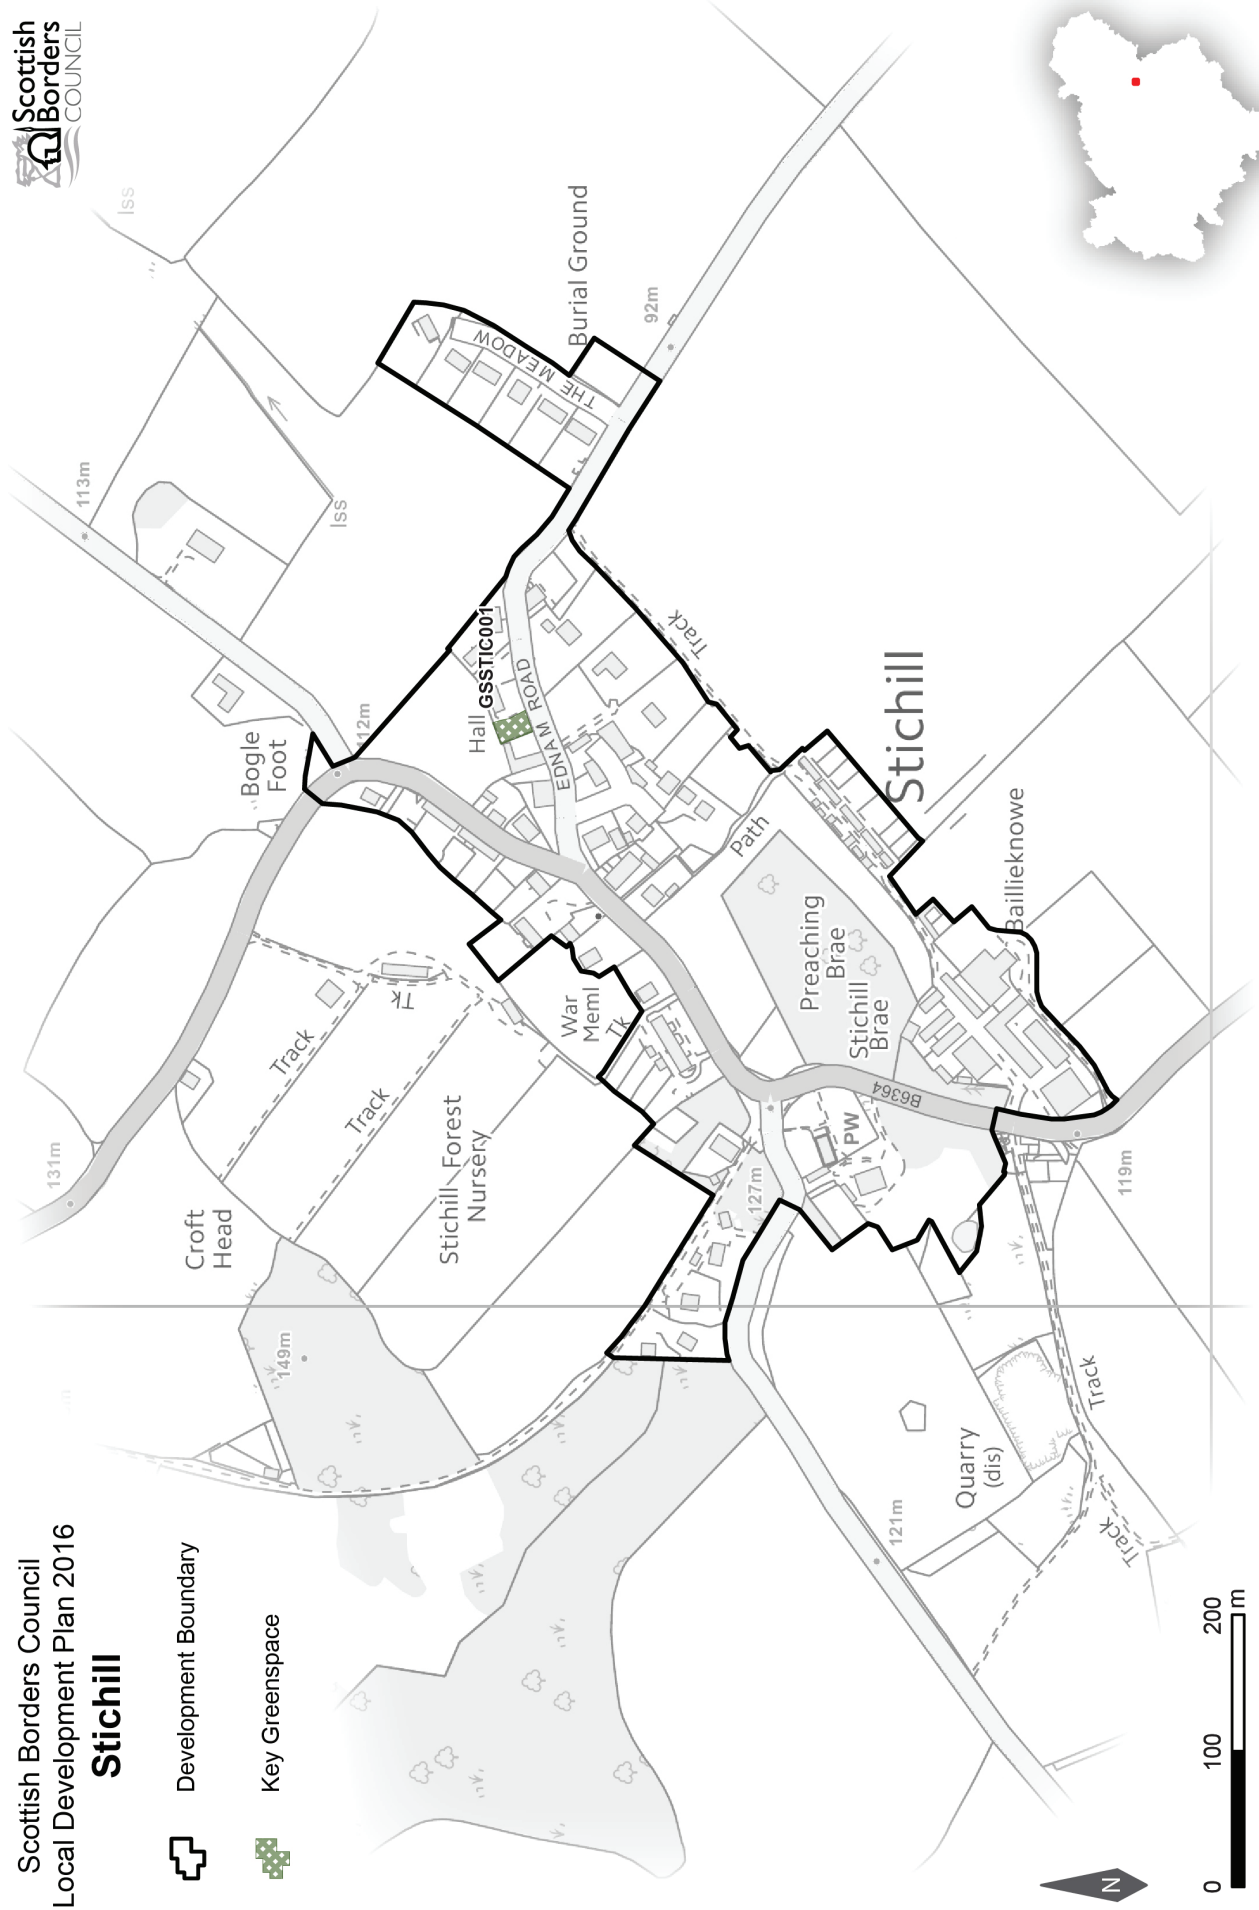 Scottish Borders Council
Local Development Plan 2016
Stichill
Development Boundary
Key Greenspace
Scottish
Borders
COUNCIL
Iss
113m
Iss
131m
Bogle
Foot
112m
Croft
Head
149m
Track
Tk
Track
Stichill Forest
Nursery
War
Meml
Tk
Hall
GSSTIC001
EDNAM ROAD
THE MEADOW
Burial Ground
92m
Track
Path
127m
PW
B6364
Preaching
Brae
Stichill
Brae
Stichill
Baillieknowe
119m
121m
Quarry
(dis)
Track
Track
N
0
100
200
m